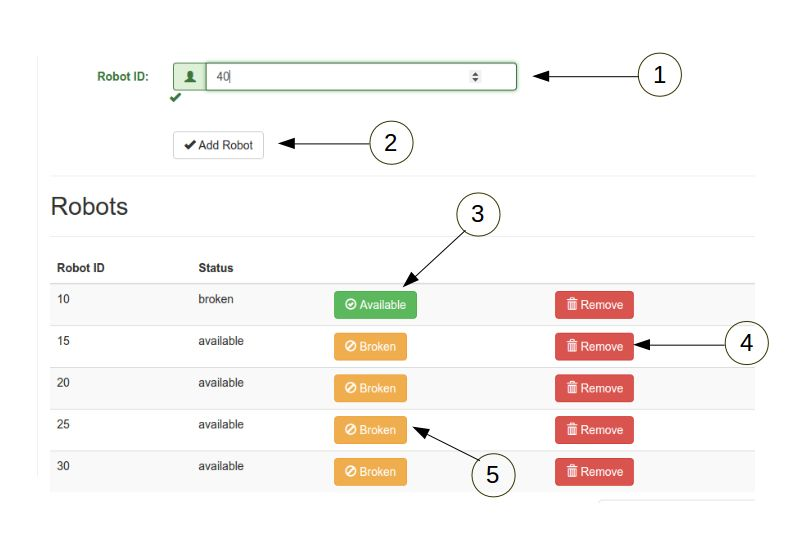 Robot ID: 40 1
Add Robot 2
Robots
3
Robot ID Status
10 broken Available Remove
15 available Broken Remove 4
20 available Broken Remove
25 available Broken Remove
30 available Broken Remove
5